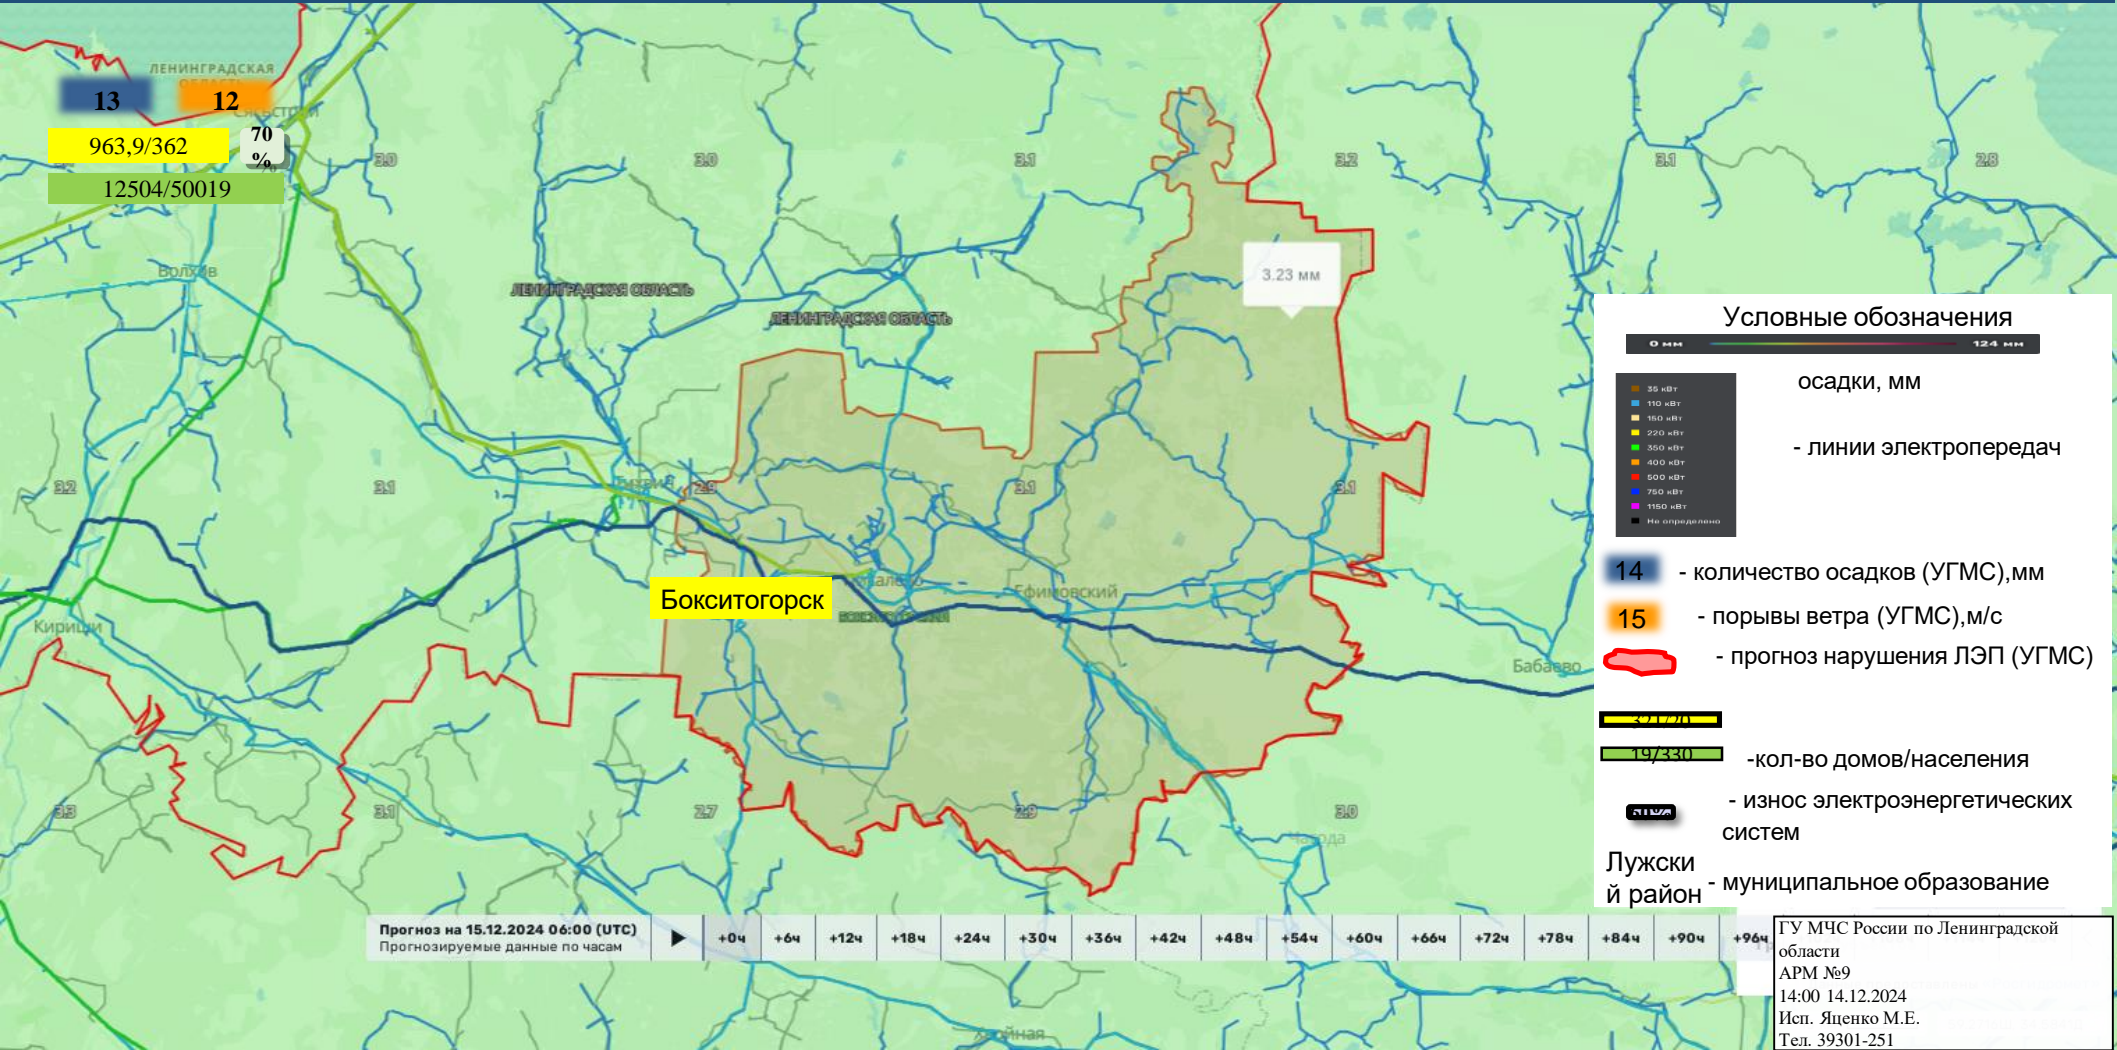 ЛЕНИНГРАДСКАЯ
13
12
963,9/362
70
%
12504/50019
3.0
3.0
3.1
3.2
3.1
2.8
Волхов
ЛЕНИНГРАДСКАЯ ОБЛАСТЬ
ЛЕНИНГРАДСКАЯ ОБЛАСТЬ
3.23 мм
3.2
3.1
2.9
3.1
3.1
Бокситогорск
Ефимовский
Кириши
Бабаево
3.3
3.1
2.7
2.9
3.0
Чагода
Условные обозначения
0 мм
124 мм
осадки, мм
35 кВт
110 кВт
150 кВт
220 кВт
350 кВт
400 кВт
500 кВт
750 кВт
1150 кВт
Не определено
- линии электропередач
14 - количество осадков (УГМС),мм
15 - порывы ветра (УГМС),м/с
- прогноз нарушения ЛЭП (УГМС)
321/20
19/330 -кол-во домов/населения
- износ электроэнергетических
систем
Лужски
й район - муниципальное образование
Прогноз на 15.12.2024 06:00 (UTC)
Прогнозируемые данные по часам
+0ч +6ч +12ч +18ч +24ч +30ч +36ч +42ч +48ч +54ч +60ч +66ч +72ч +78ч +84ч +90ч +96ч
ГУ МЧС России по Ленинградской
области
АРМ №9
14:00 14.12.2024
Исп. Яценко М.Е.
Тел. 39301-251